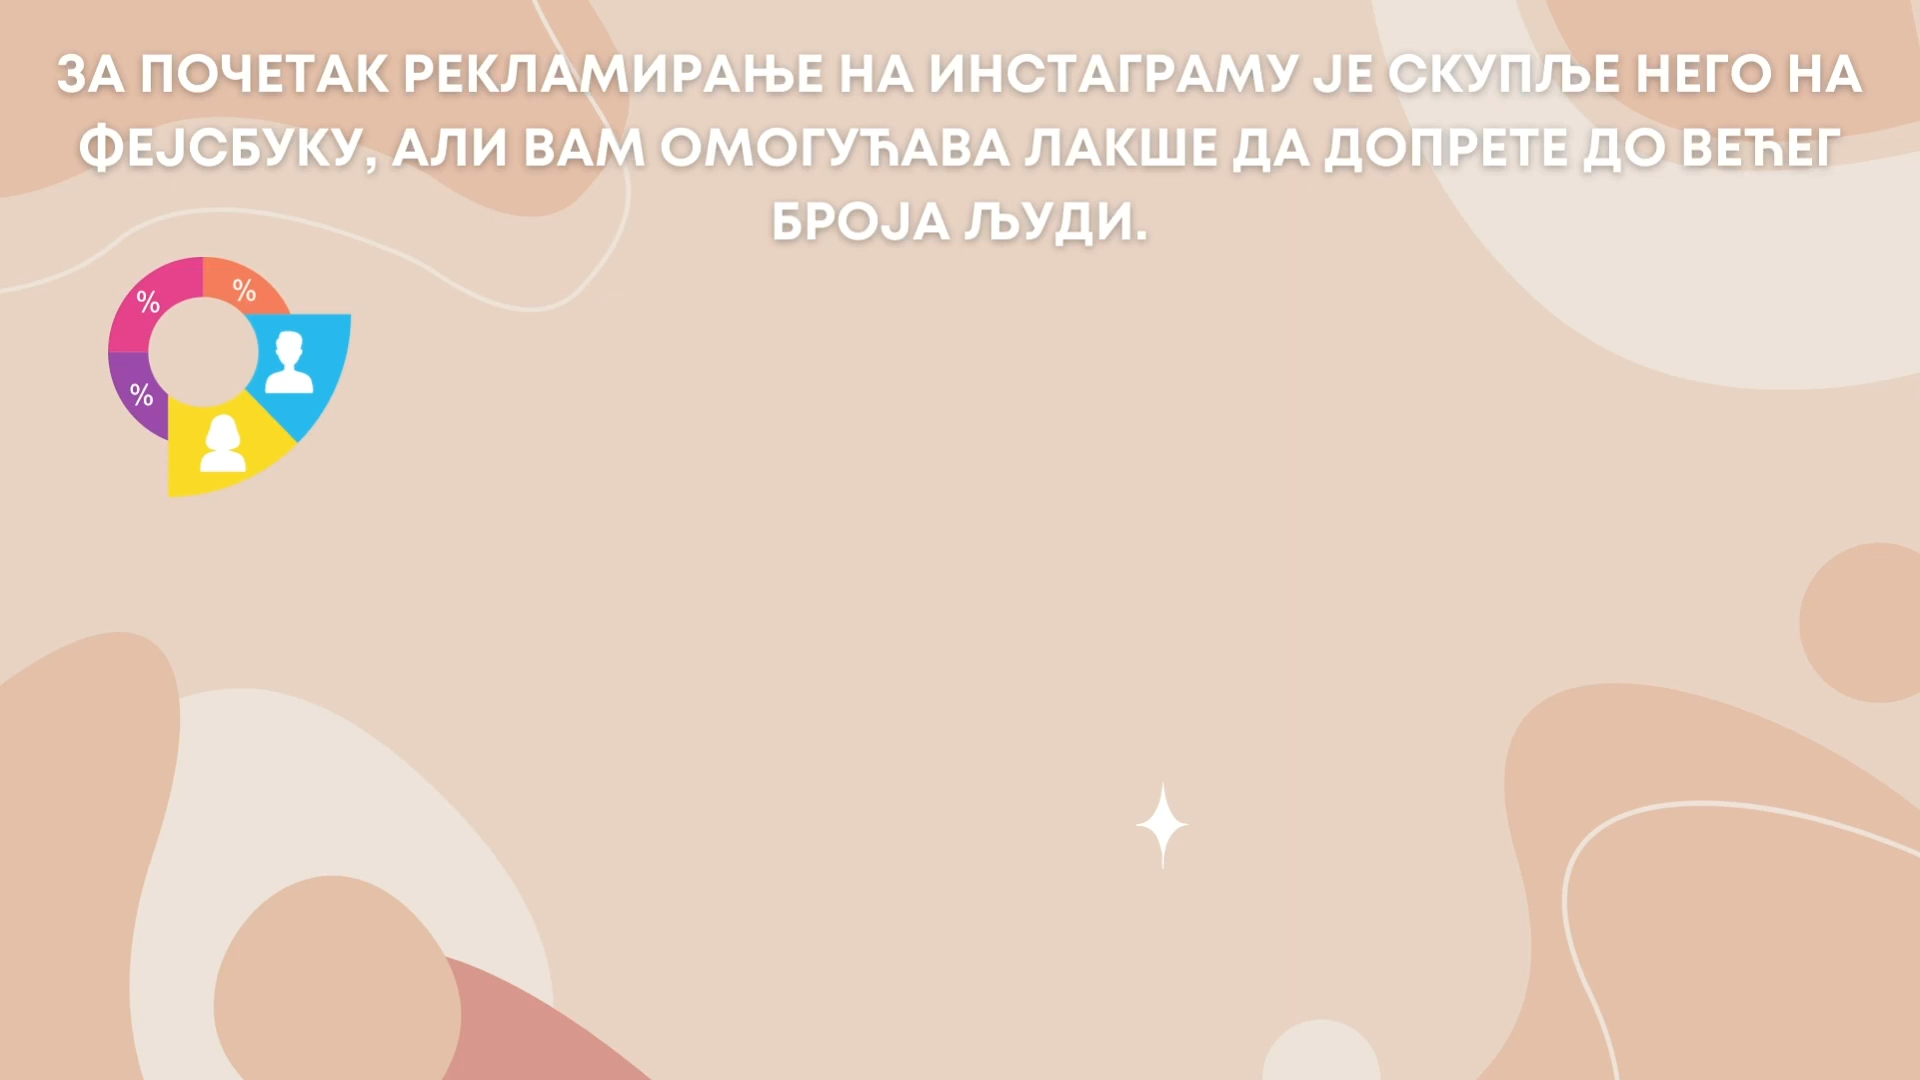 ЗА ПОЧЕТАК РЕКЛАМИРАЊЕ НА ИНСТАГРАМУ ЈЕ СКУПЉЕ НЕГО НА
ФЕЈСБУКУ, АЛИ ВАМ ОМОГУЋАВА ЛАКШЕ ДА ДОПРЕТЕ ДО ВЕЋЕГ
БРОЈА ЉУДИ.
%
%
%